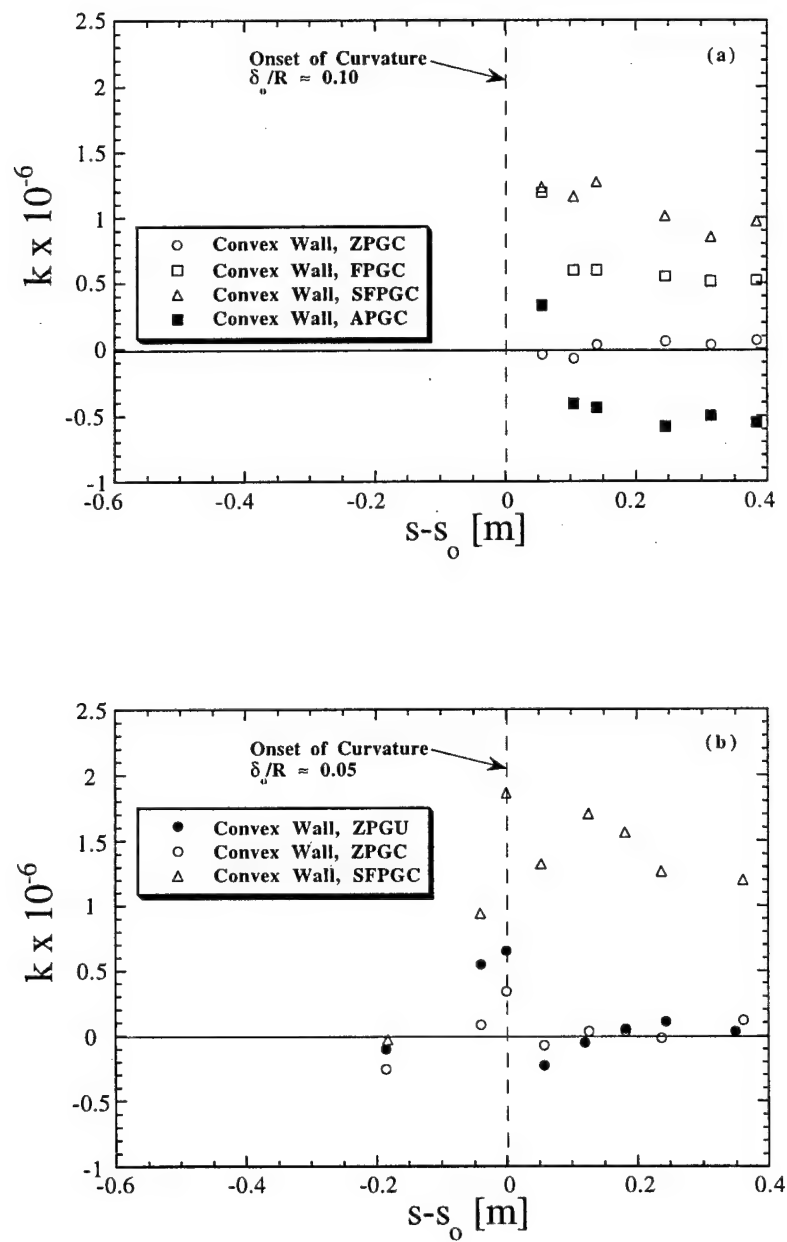 2.5
Onset of Curvature
δₒ/R ≈ 0.10
(a)
2
1.5
1
0.5
0
-0.5
-1
k x 10⁻⁶
Convex Wall, ZPGC
Convex Wall, FPGC
Convex Wall, SFPGC
Convex Wall, APGC
-0.6 -0.4 -0.2 0 0.2 0.4
s-sₒ [m]
2.5
Onset of Curvature
δₒ/R ≈ 0.05
(b)
2
1.5
1
0.5
0
-0.5
-1
k x 10⁻⁶
Convex Wall, ZPGU
Convex Wall, ZPGC
Convex Wall, SFPGC
-0.6 -0.4 -0.2 0 0.2 0.4
s-sₒ [m]